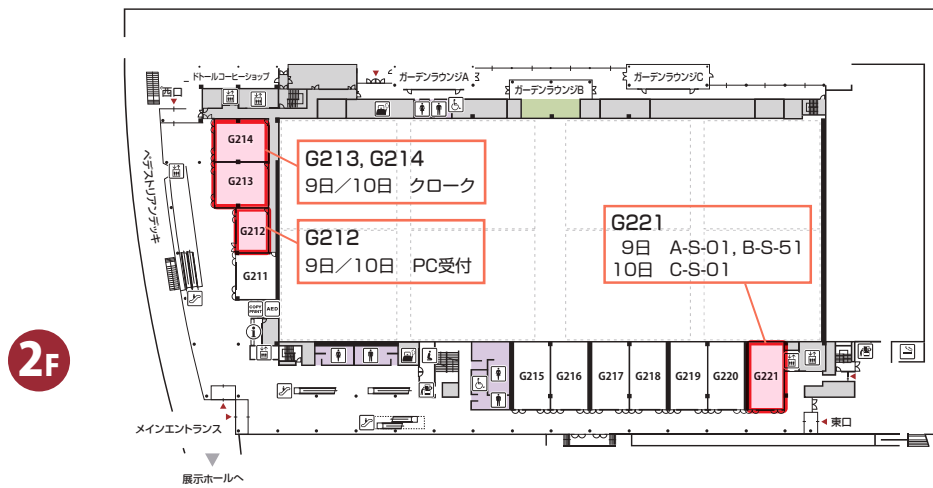 ドトールコーヒーショップ
ガーデンラウンジA
ガーデンラウンジB
ガーデンラウンジC
西口
ペデストリアンデッキ
G214
G213
G212
G211
G213, G214
9日／10日 クローク
G212
9日／10日 PC受付
G221
9日 A-S-01, B-S-51
10日 C-S-01
COPY
PRINT
AED
2F
G215
G216
G217
G218
G219
G220
G221
メインエントランス
東口
展示ホールへ